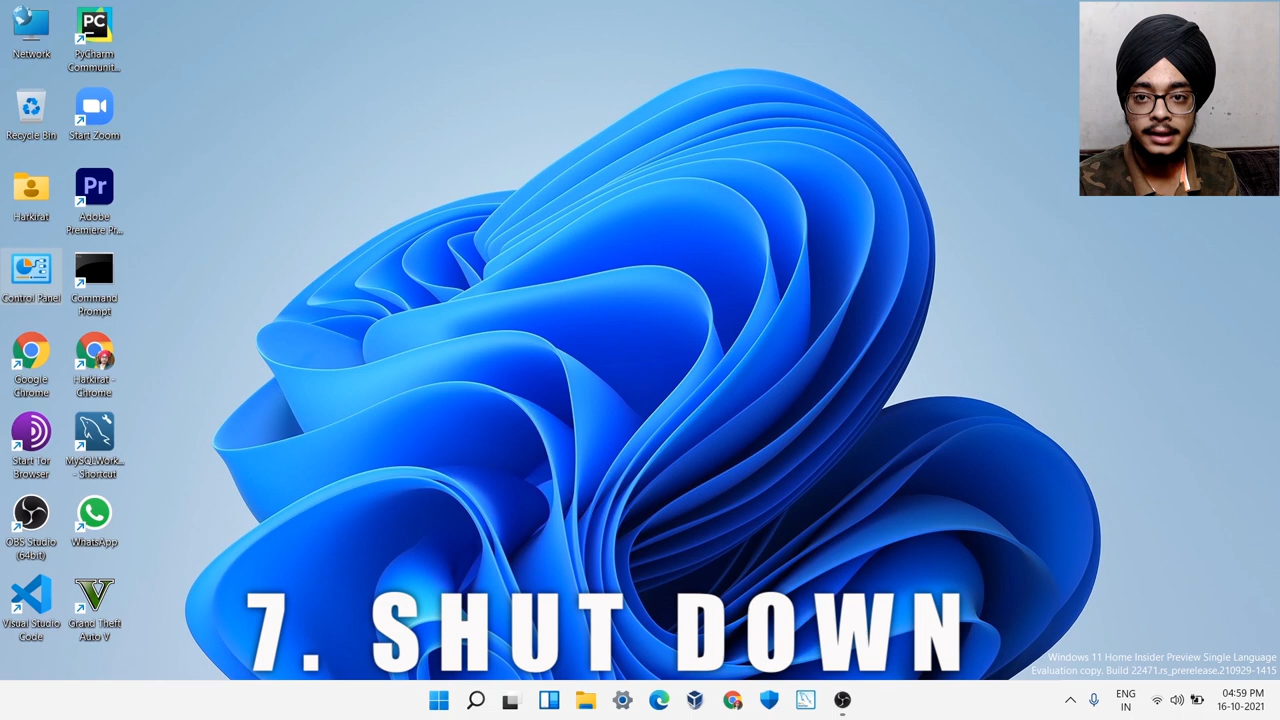 Network
PC
PyCharm
Communit...
Recycle Bin
Start Zoom
Harkirat
Pr
Adobe
Premiere Pr...
Control Panel
Command
Prompt
Google
Chrome
Harkirat -
Chrome
Start Tor
Browser
MySQLWork...
- Shortcut
OBS Studio
(64bit)
WhatsApp
Visual Studio
Code
V
Grand Theft
Auto V
7. SHUT DOWN
Windows 11 Home Insider Preview Single Language
Evaluation copy. Build 22471.rs_prerelease.210929-1415
ENG
IN
04:59 PM
16-10-2021